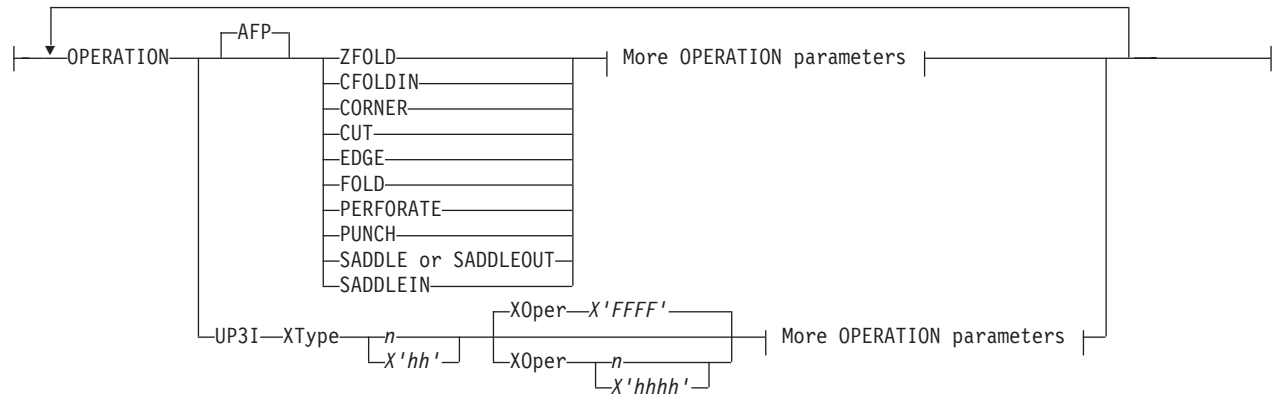 AFP
OPERATION ZFOLD More OPERATION parameters
CFOLDIN
CORNER
CUT
EDGE
FOLD
PERFORATE
PUNCH
SADDLE or SADDLEOUT
SADDLEIN
XOper X'FFFF'
UP3I XType n More OPERATION parameters
X'hh' XOper n
X'hhhh'